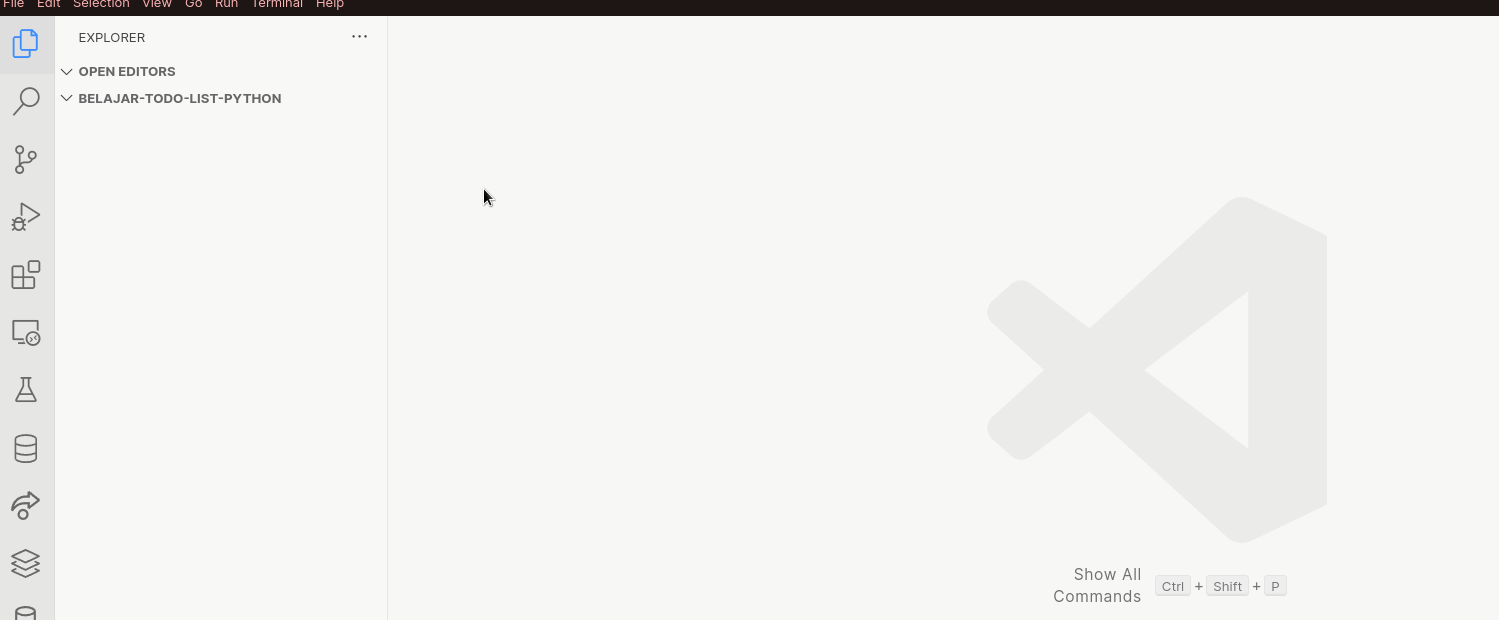 File Edit Selection View Go Run Terminal Help
EXPLORER
OPEN EDITORS
BELAJAR-TODO-LIST-PYTHON
Show All
Commands
Ctrl + Shift + P